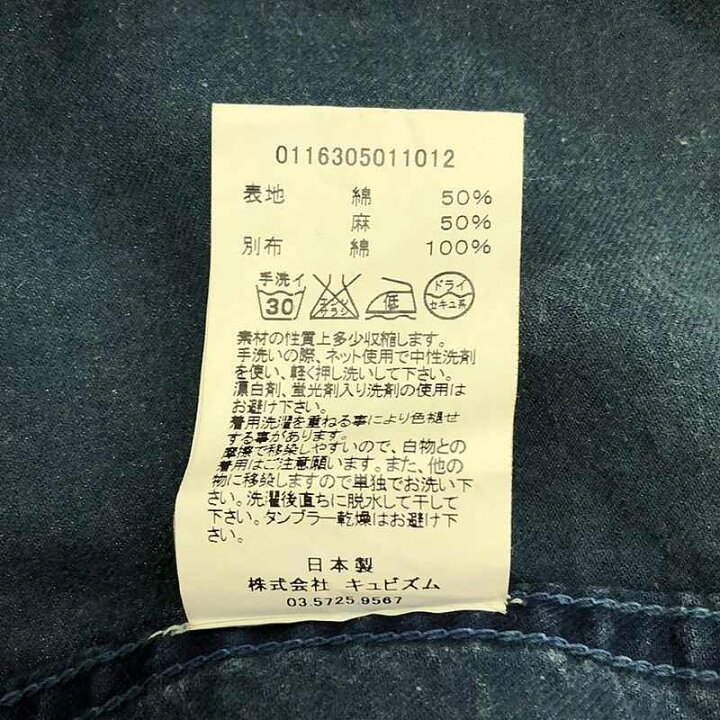 0116305011012
表地 綿 50%
麻 50%
別布 綿 100%
手洗イ
30
エンソ
サラシ
低
ドライ
セキユ系
素材の性質上多少収縮します。
手洗いの際、ネット使用で中性洗剤
を使い、軽く押し洗いして下さい。
漂白剤、蛍光剤入り洗剤の使用は
お避け下さい。
着用洗濯を重ねる事により色褪せ
する事があります。
摩擦で移染しやすいので、白物との
着用はご注意願います。また、他の
物に移染しますので単独でお洗い下
さい。洗濯後直ちに脱水して干して
下さい。タンブラー乾燥はお避け下
さい。
日本製
株式会社 キュビズム
03.5725.9567